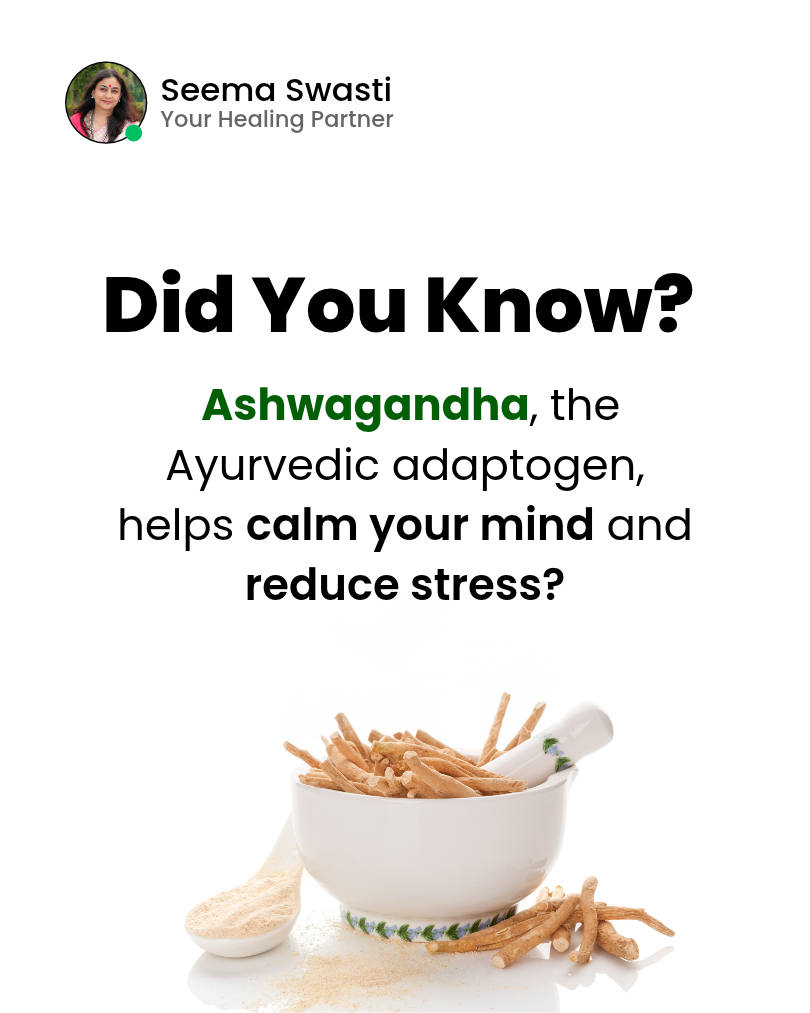 Seema Swasti
Your Healing Partner
Did You Know?
Ashwagandha, the
Ayurvedic adaptogen,
helps calm your mind and
reduce stress?